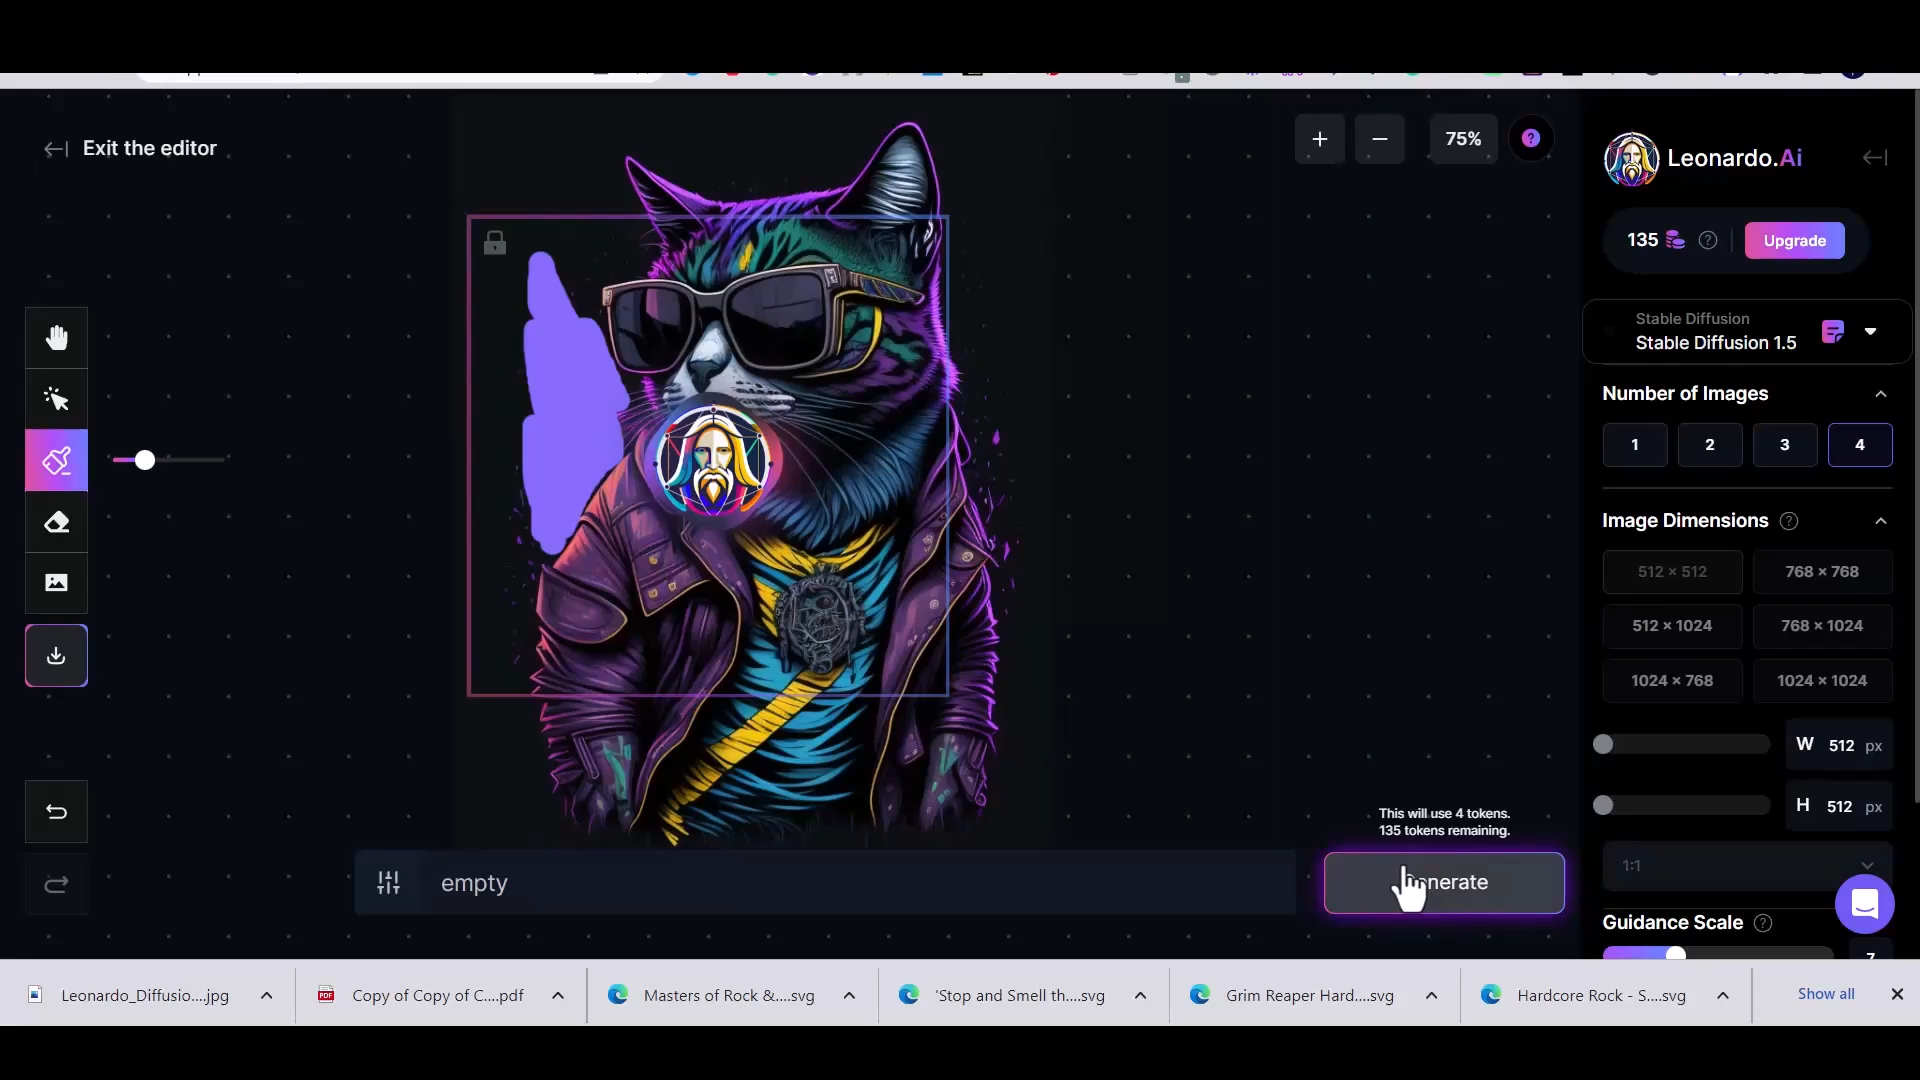 Exit the editor
75%
Leonardo.Ai
135
Upgrade
Stable Diffusion
Stable Diffusion 1.5
Number of Images
1
2
3
4
Image Dimensions
512 × 512
768 × 768
512 × 1024
768 × 1024
1024 × 768
1024 × 1024
W 512 px
H 512 px
1:1
This will use 4 tokens.
135 tokens remaining.
empty
Guidance Scale
7
Leonardo_Diffusio....jpg
Copy of Copy of C....pdf
Masters of Rock &....svg
'Stop and Smell th....svg
Grim Reaper Hard....svg
Hardcore Rock - S....svg
Show all